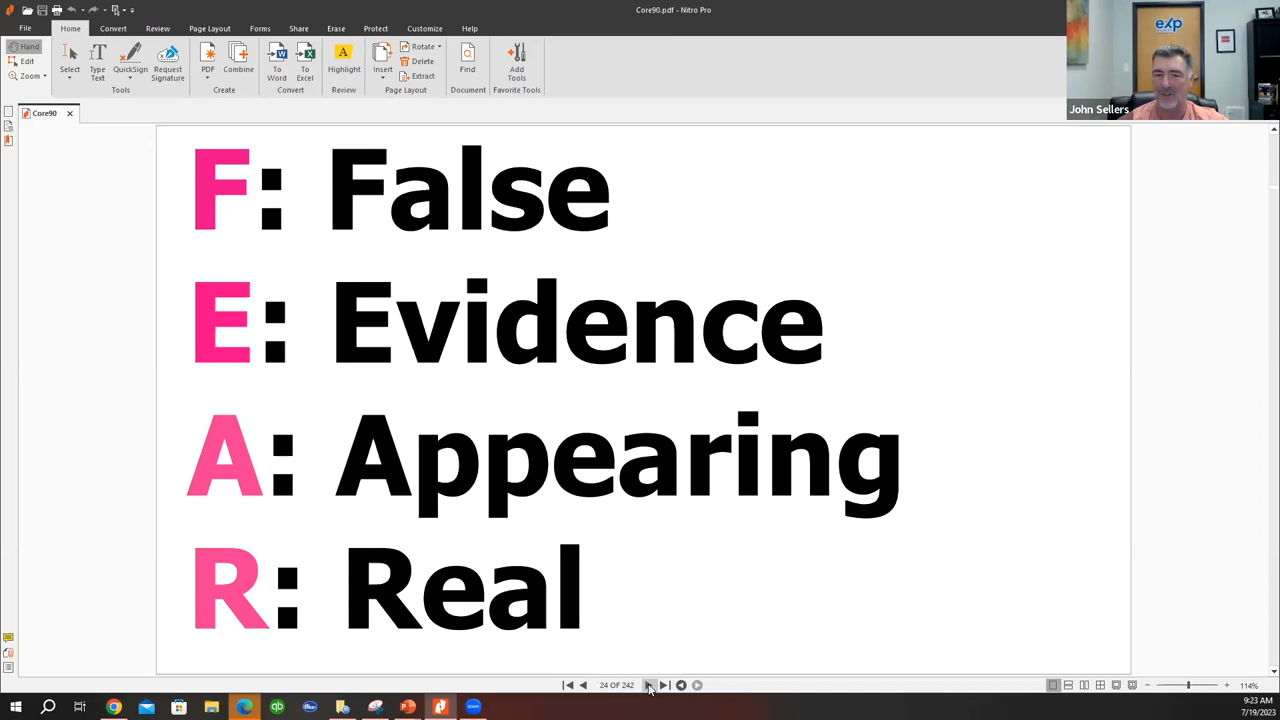 Core90.pdf - Nitro Pro
File Home Convert Review Page Layout Forms Share Erase Protect Customize Help
Hand
Edit
Zoom
Select
Type Text
QuickSign
Request Signature
Tools
PDF
Combine
Create
To Word
To Excel
Convert
Highlight
Review
Insert
Rotate
Delete
Extract
Page Layout
Find
Document
Add Tools
Favorite Tools
exp
John Sellers
Core90
F: False
E: Evidence
A: Appearing
R: Real
24 OF 242
114%
9:23 AM
7/19/2023